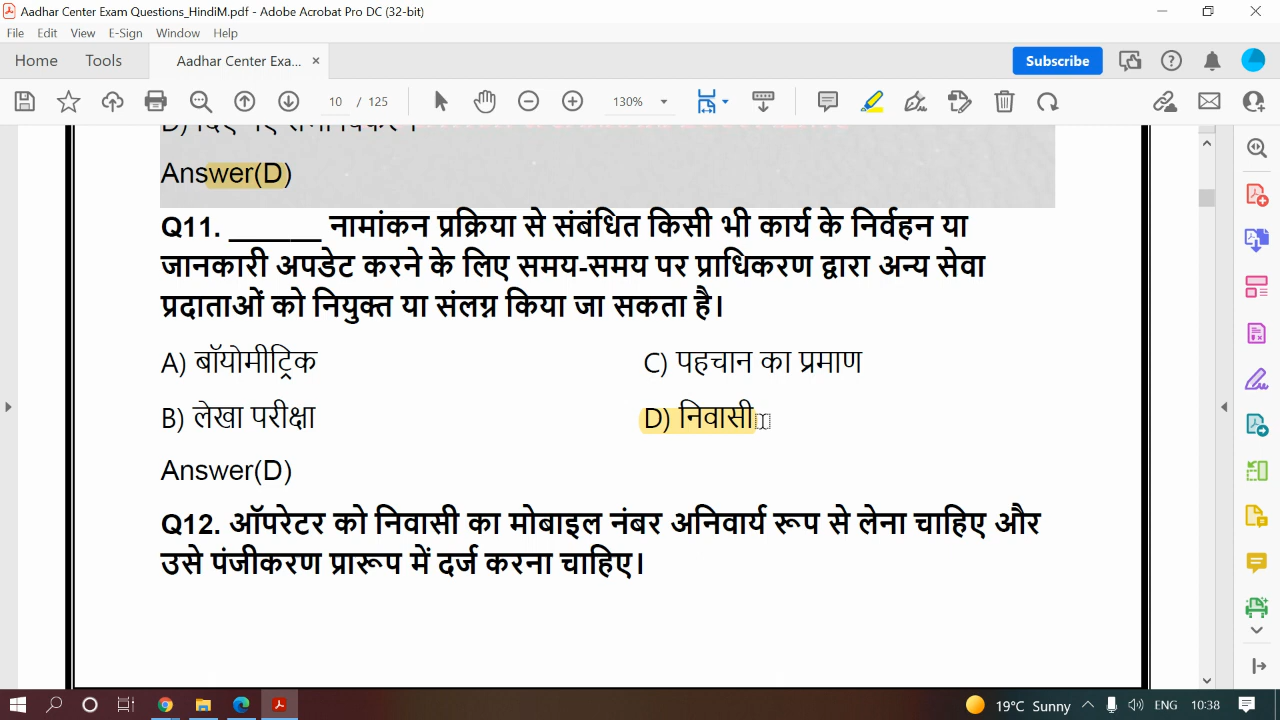 Aadhar Center Exam Questions_HindiM.pdf - Adobe Acrobat Pro DC (32-bit)
File Edit View E-Sign Window Help
Home Tools Aadhar Center Exa... × Subscribe
10 / 125 130%
Answer(D)
Q11. ______ नामांकन प्रक्रिया से संबंधित किसी भी कार्य के निर्वहन या
जानकारी अपडेट करने के लिए समय-समय पर प्राधिकरण द्वारा अन्य सेवा
प्रदाताओं को नियुक्त या संलग्न किया जा सकता है।
A) बॉयोमीट्रिक C) पहचान का प्रमाण
B) लेखा परीक्षा D) निवासी
Answer(D)
Q12. ऑपरेटर को निवासी का मोबाइल नंबर अनिवार्य रूप से लेना चाहिए और
उसे पंजीकरण प्रारूप में दर्ज करना चाहिए।
19°C Sunny ENG 10:38